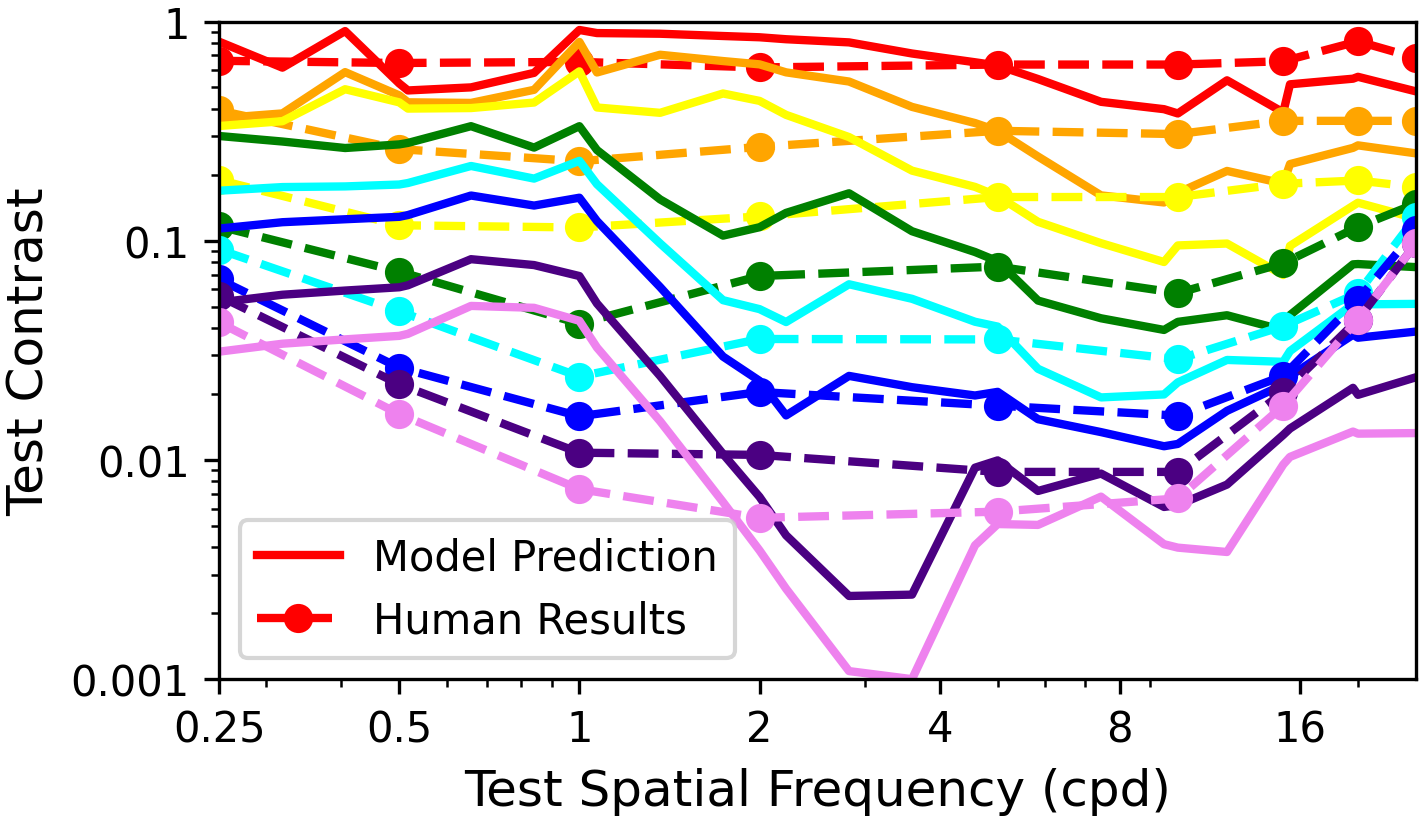 1
0.1
0.01
0.001
Test Contrast
Model Prediction
Human Results
0.25 0.5 1 2 4 8 16
Test Spatial Frequency (cpd)